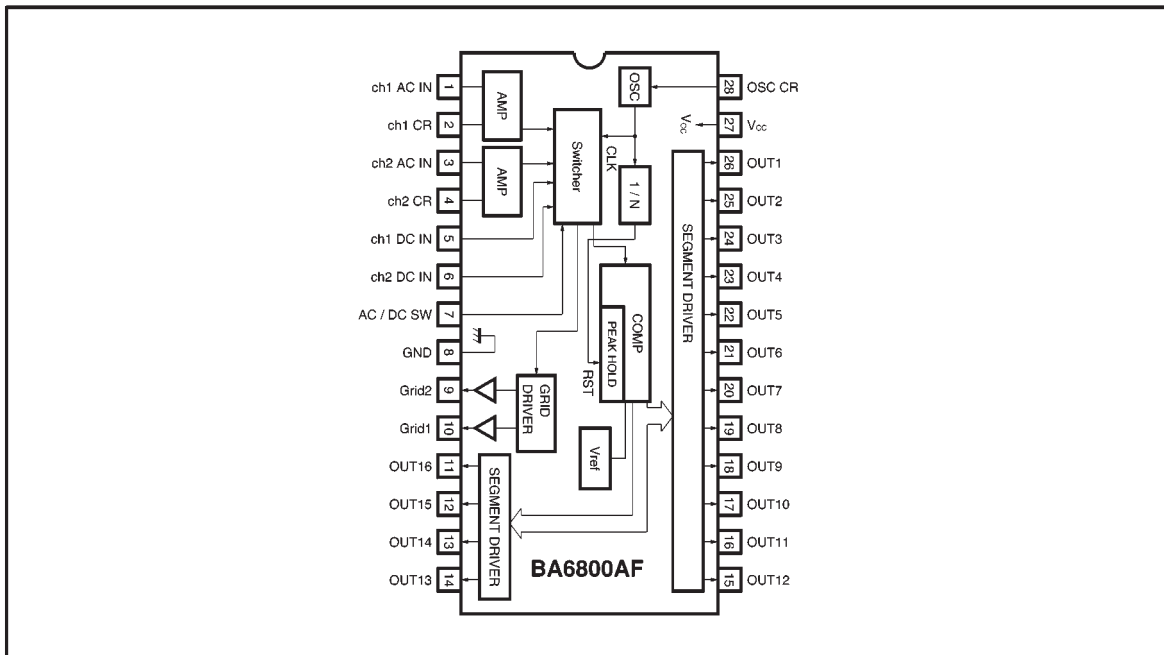 ch1 AC IN 1
ch1 CR 2
ch2 AC IN 3
ch2 CR 4
ch1 DC IN 5
ch2 DC IN 6
AC / DC SW 7
GND 8
Grid2 9
Grid1 10
OUT16 11
OUT15 12
OUT14 13
OUT13 14
AMP
AMP
Switcher
OSC
CLK
1 / N
COMP
PEAK HOLD
RST
GRID
DRIVER
Vref
SEGMENT DRIVER
BA6800AF
SEGMENT DRIVER
VCC
28 OSC CR
27 VCC
26 OUT1
25 OUT2
24 OUT3
23 OUT4
22 OUT5
21 OUT6
20 OUT7
19 OUT8
18 OUT9
17 OUT10
16 OUT11
15 OUT12